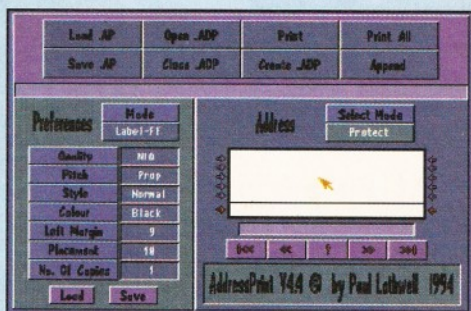 Load .AP Open .ADP Print Print All
Save .AP Close .ADP Create .ADP Append
Preferences Mode
Label-FF
Quality NLQ
Pitch Prop
Style Normal
Colour Black
Left Margin 9
Placement 10
No. Of Copies 1
Load Save
Address Select Mode
Protect
<< ? >>
AddressPrint V4.4 © by Paul Lothwell 1994